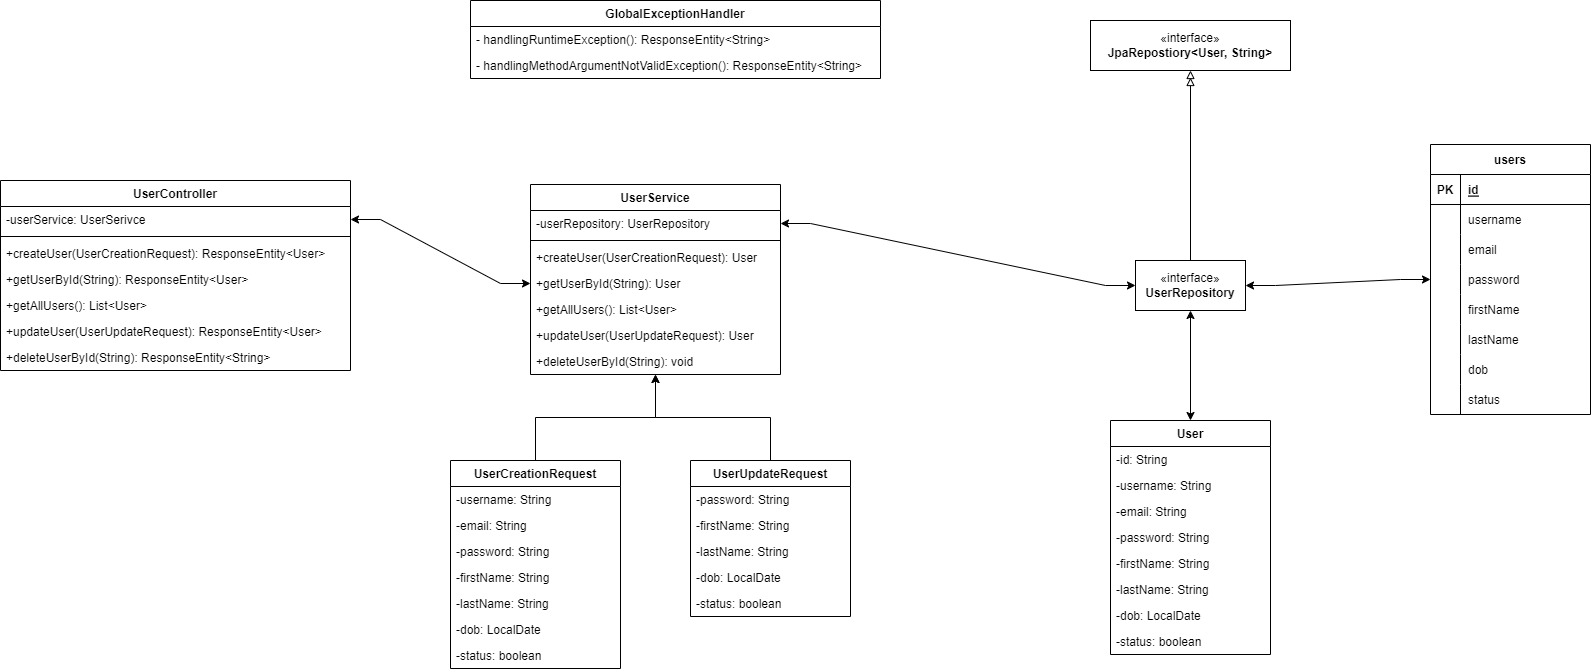 GlobalExceptionHandler
- handlingRuntimeException(): ResponseEntity<String>
- handlingMethodArgumentNotValidException(): ResponseEntity<String>
«interface»
JpaRepostiory<User, String>
UserController
-userService: UserSerivce
+createUser(UserCreationRequest): ResponseEntity<User>
+getUserById(String): ResponseEntity<User>
+getAllUsers(): List<User>
+updateUser(UserUpdateRequest): ResponseEntity<User>
+deleteUserById(String): ResponseEntity<String>
UserService
-userRepository: UserRepository
+createUser(UserCreationRequest): User
+getUserById(String): User
+getAllUsers(): List<User>
+updateUser(UserUpdateRequest): User
+deleteUserById(String): void
«interface»
UserRepository
users
PK id
username
email
password
firstName
lastName
dob
status
UserCreationRequest
-username: String
-email: String
-password: String
-firstName: String
-lastName: String
-dob: LocalDate
-status: boolean
UserUpdateRequest
-password: String
-firstName: String
-lastName: String
-dob: LocalDate
-status: boolean
User
-id: String
-username: String
-email: String
-password: String
-firstName: String
-lastName: String
-dob: LocalDate
-status: boolean